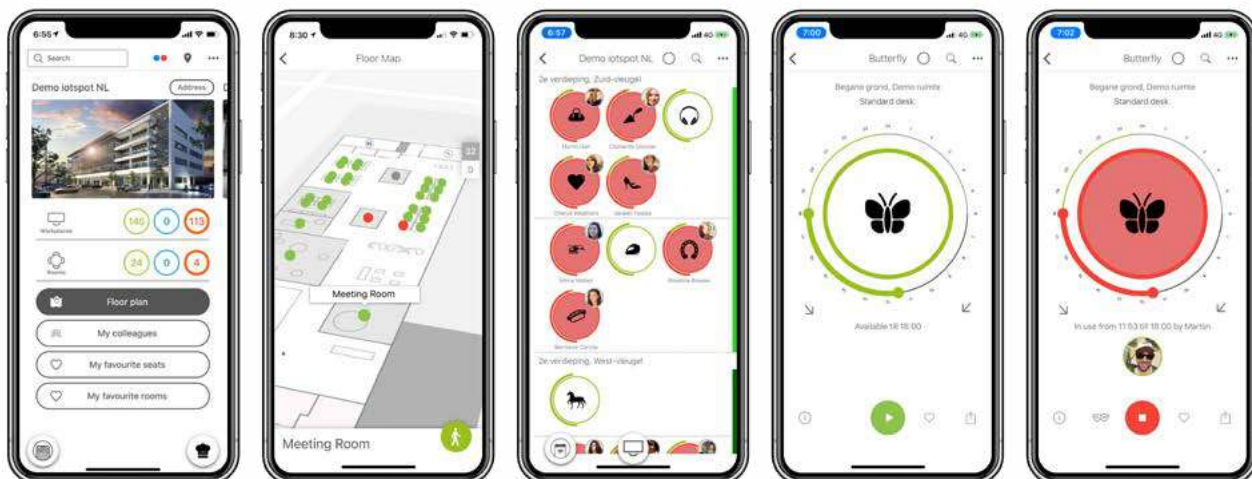 6:55
Search
Demo iotspot NL
Address
Workplaces
145
0
113
Rooms
24
0
4
Floor plan
My colleagues
My favourite seats
My favourite rooms
8:30
Floor Map
Meeting Room
Meeting Room
6:57
4G
Demo iotspot NL
2e verdieping, Zuid-vleugel
2e verdieping, West-vleugel
7:00
4G
Butterfly
Begane grond, Demo ruimte
Standard desk
Available till 18:00
7:02
4G
Butterfly
Begane grond, Demo ruimte
Standard desk
In use from 11:53 till 18:00 by Martin